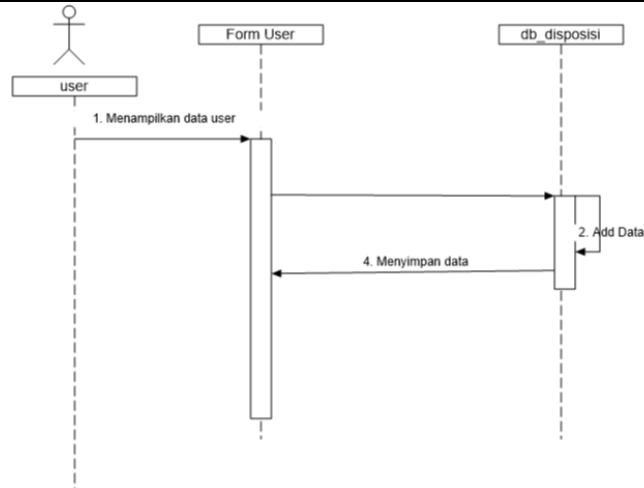 Form User
db_disposisi
user
1. Menampilkan data user
2. Add Data
4. Menyimpan data